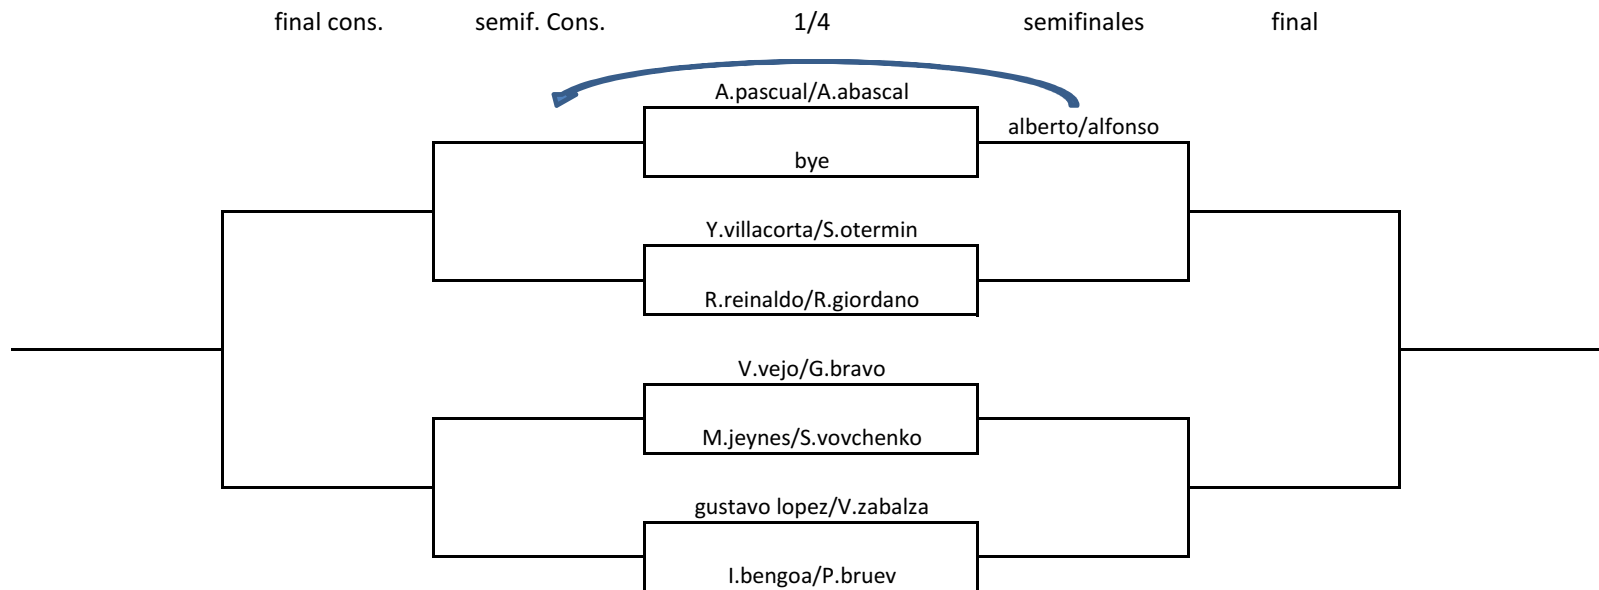 final cons. semif. Cons. 1/4 semifinales final
A.pascual/A.abascal
alberto/alfonso
bye
Y.villacorta/S.otermin
R.reinaldo/R.giordano
V.vejo/G.bravo
M.jeynes/S.vovchenko
gustavo lopez/V.zabalza
I.bengoa/P.bruev